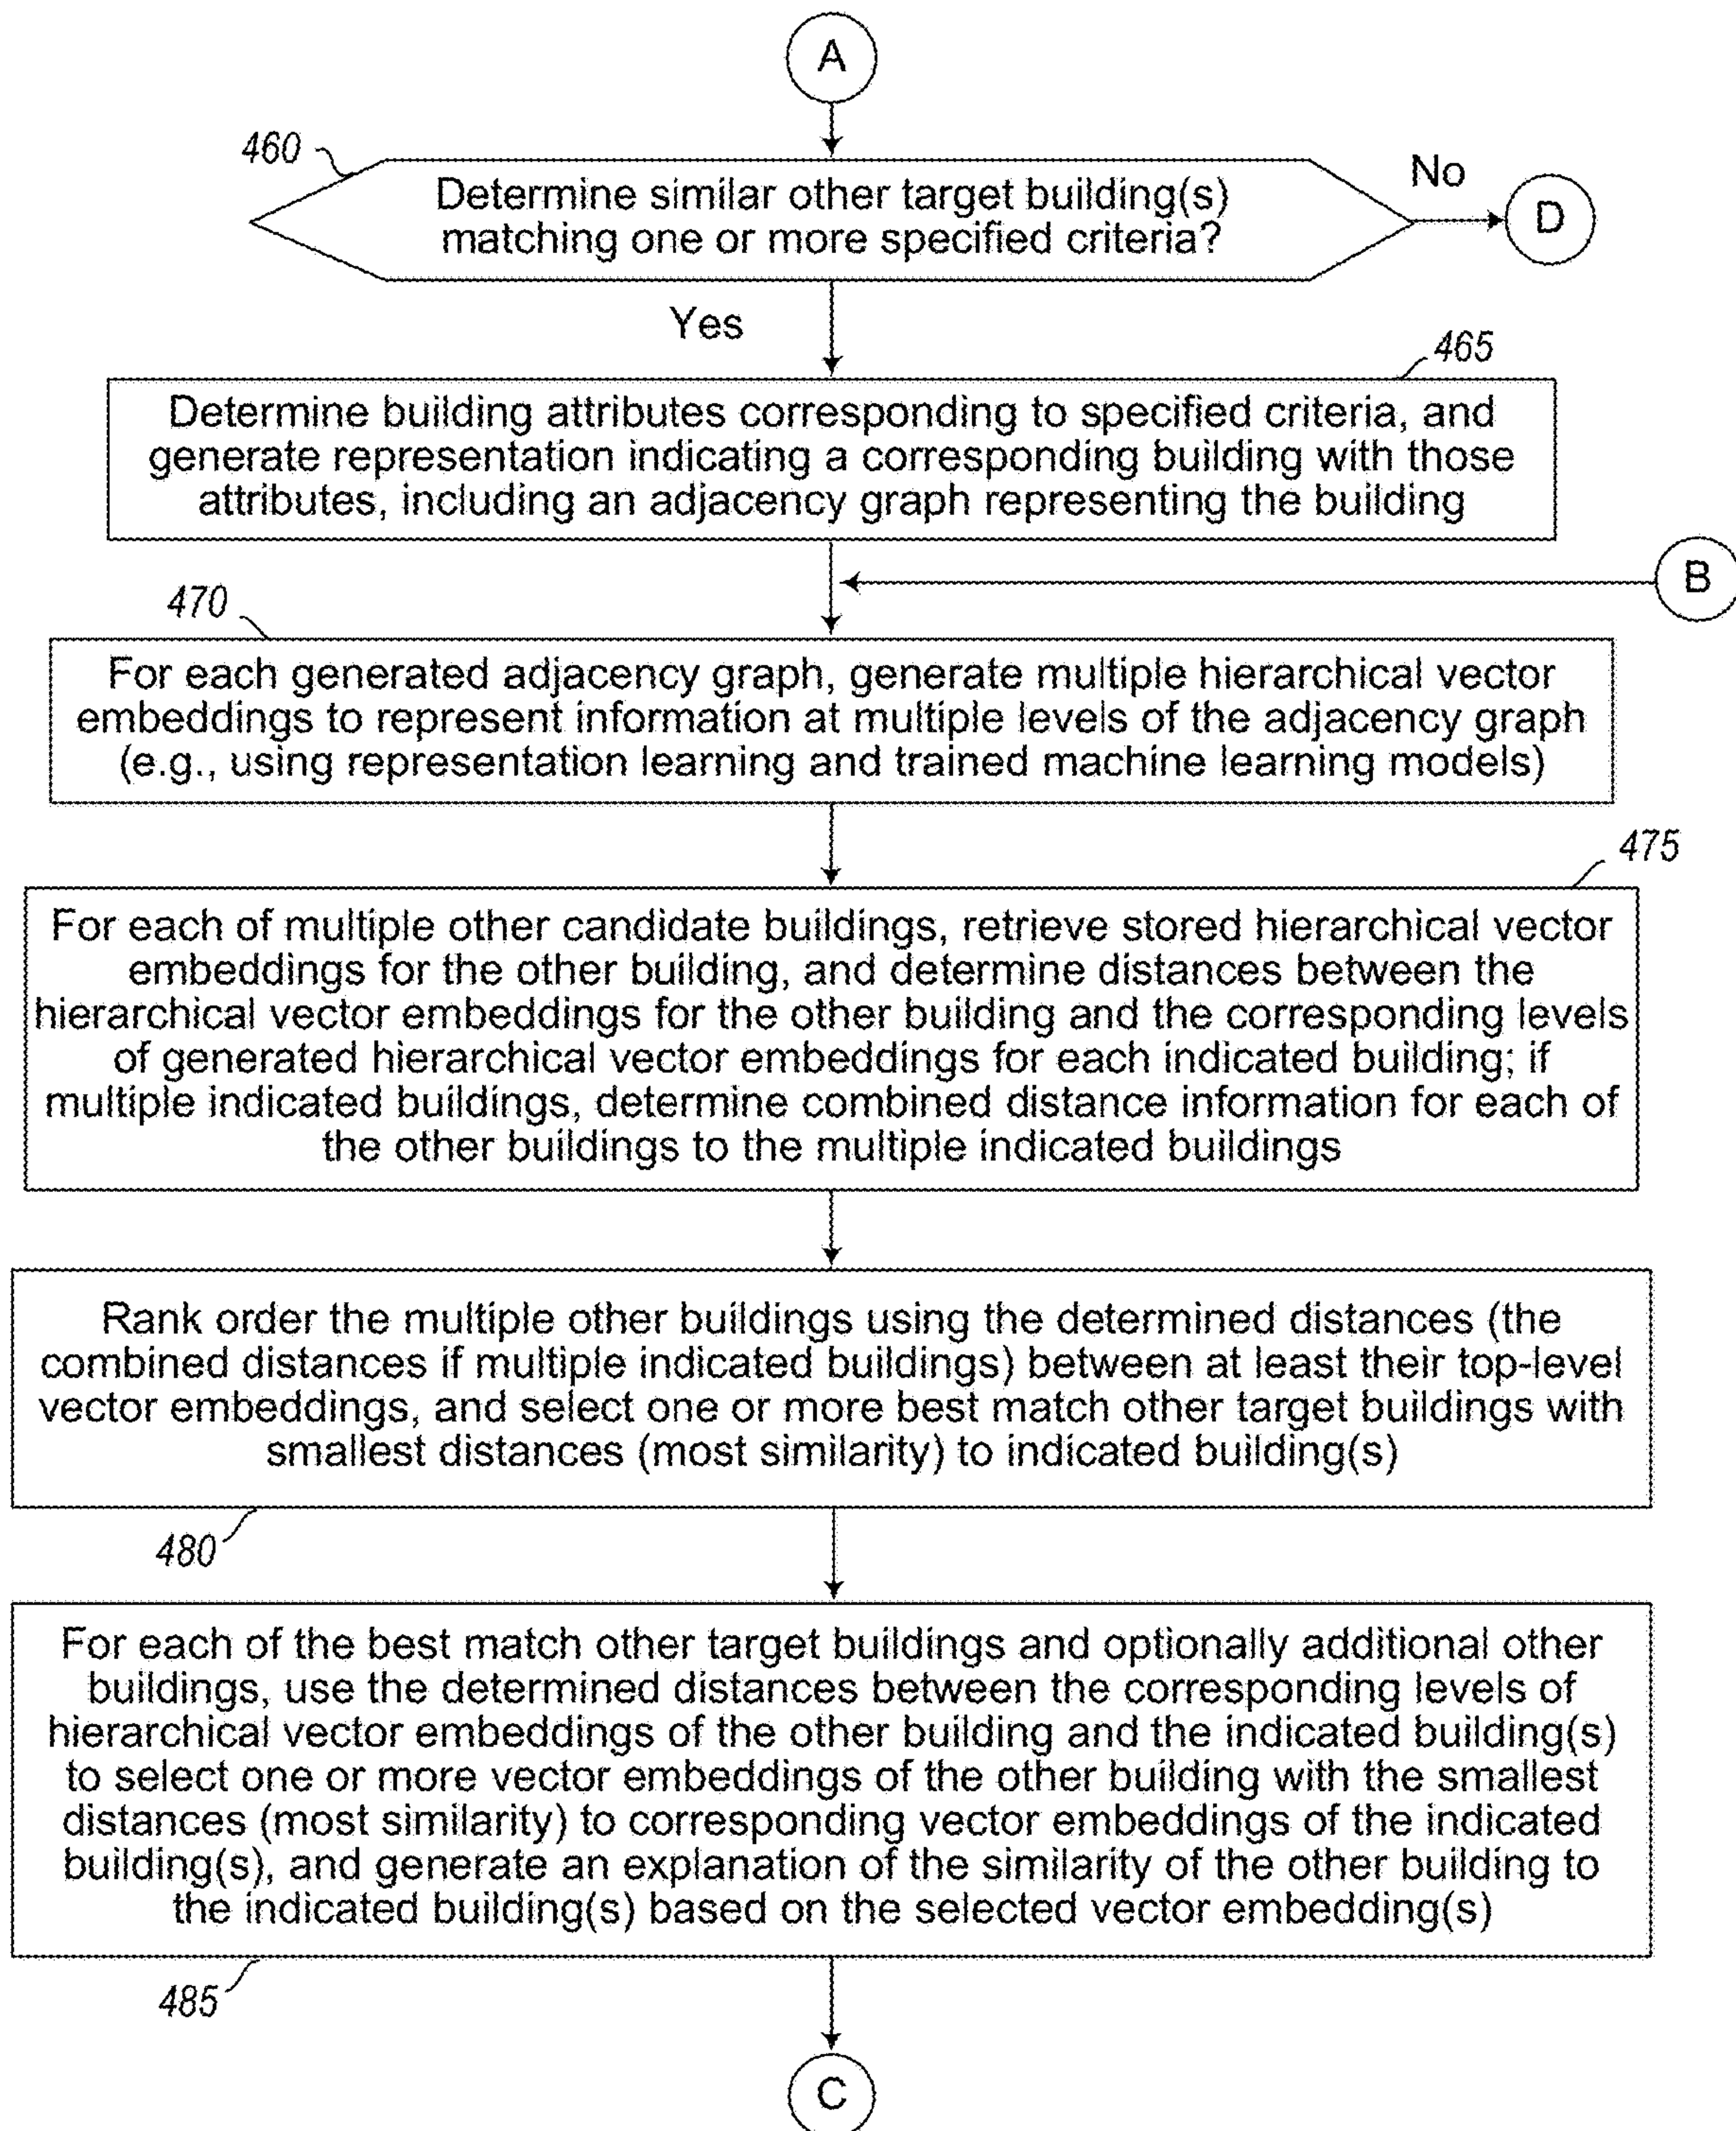 A
460
Determine similar other target building(s)
matching one or more specified criteria?
No
D
Yes
465
Determine building attributes corresponding to specified criteria, and
generate representation indicating a corresponding building with those
attributes, including an adjacency graph representing the building
B
470
For each generated adjacency graph, generate multiple hierarchical vector
embeddings to represent information at multiple levels of the adjacency graph
(e.g., using representation learning and trained machine learning models)
475
For each of multiple other candidate buildings, retrieve stored hierarchical vector
embeddings for the other building, and determine distances between the
hierarchical vector embeddings for the other building and the corresponding levels
of generated hierarchical vector embeddings for each indicated building; if
multiple indicated buildings, determine combined distance information for each of
the other buildings to the multiple indicated buildings
Rank order the multiple other buildings using the determined distances (the
combined distances if multiple indicated buildings) between at least their top-level
vector embeddings, and select one or more best match other target buildings with
smallest distances (most similarity) to indicated building(s)
480
For each of the best match other target buildings and optionally additional other
buildings, use the determined distances between the corresponding levels of
hierarchical vector embeddings of the other building and the indicated building(s)
to select one or more vector embeddings of the other building with the smallest
distances (most similarity) to corresponding vector embeddings of the indicated
building(s), and generate an explanation of the similarity of the other building to
the indicated building(s) based on the selected vector embedding(s)
485
C